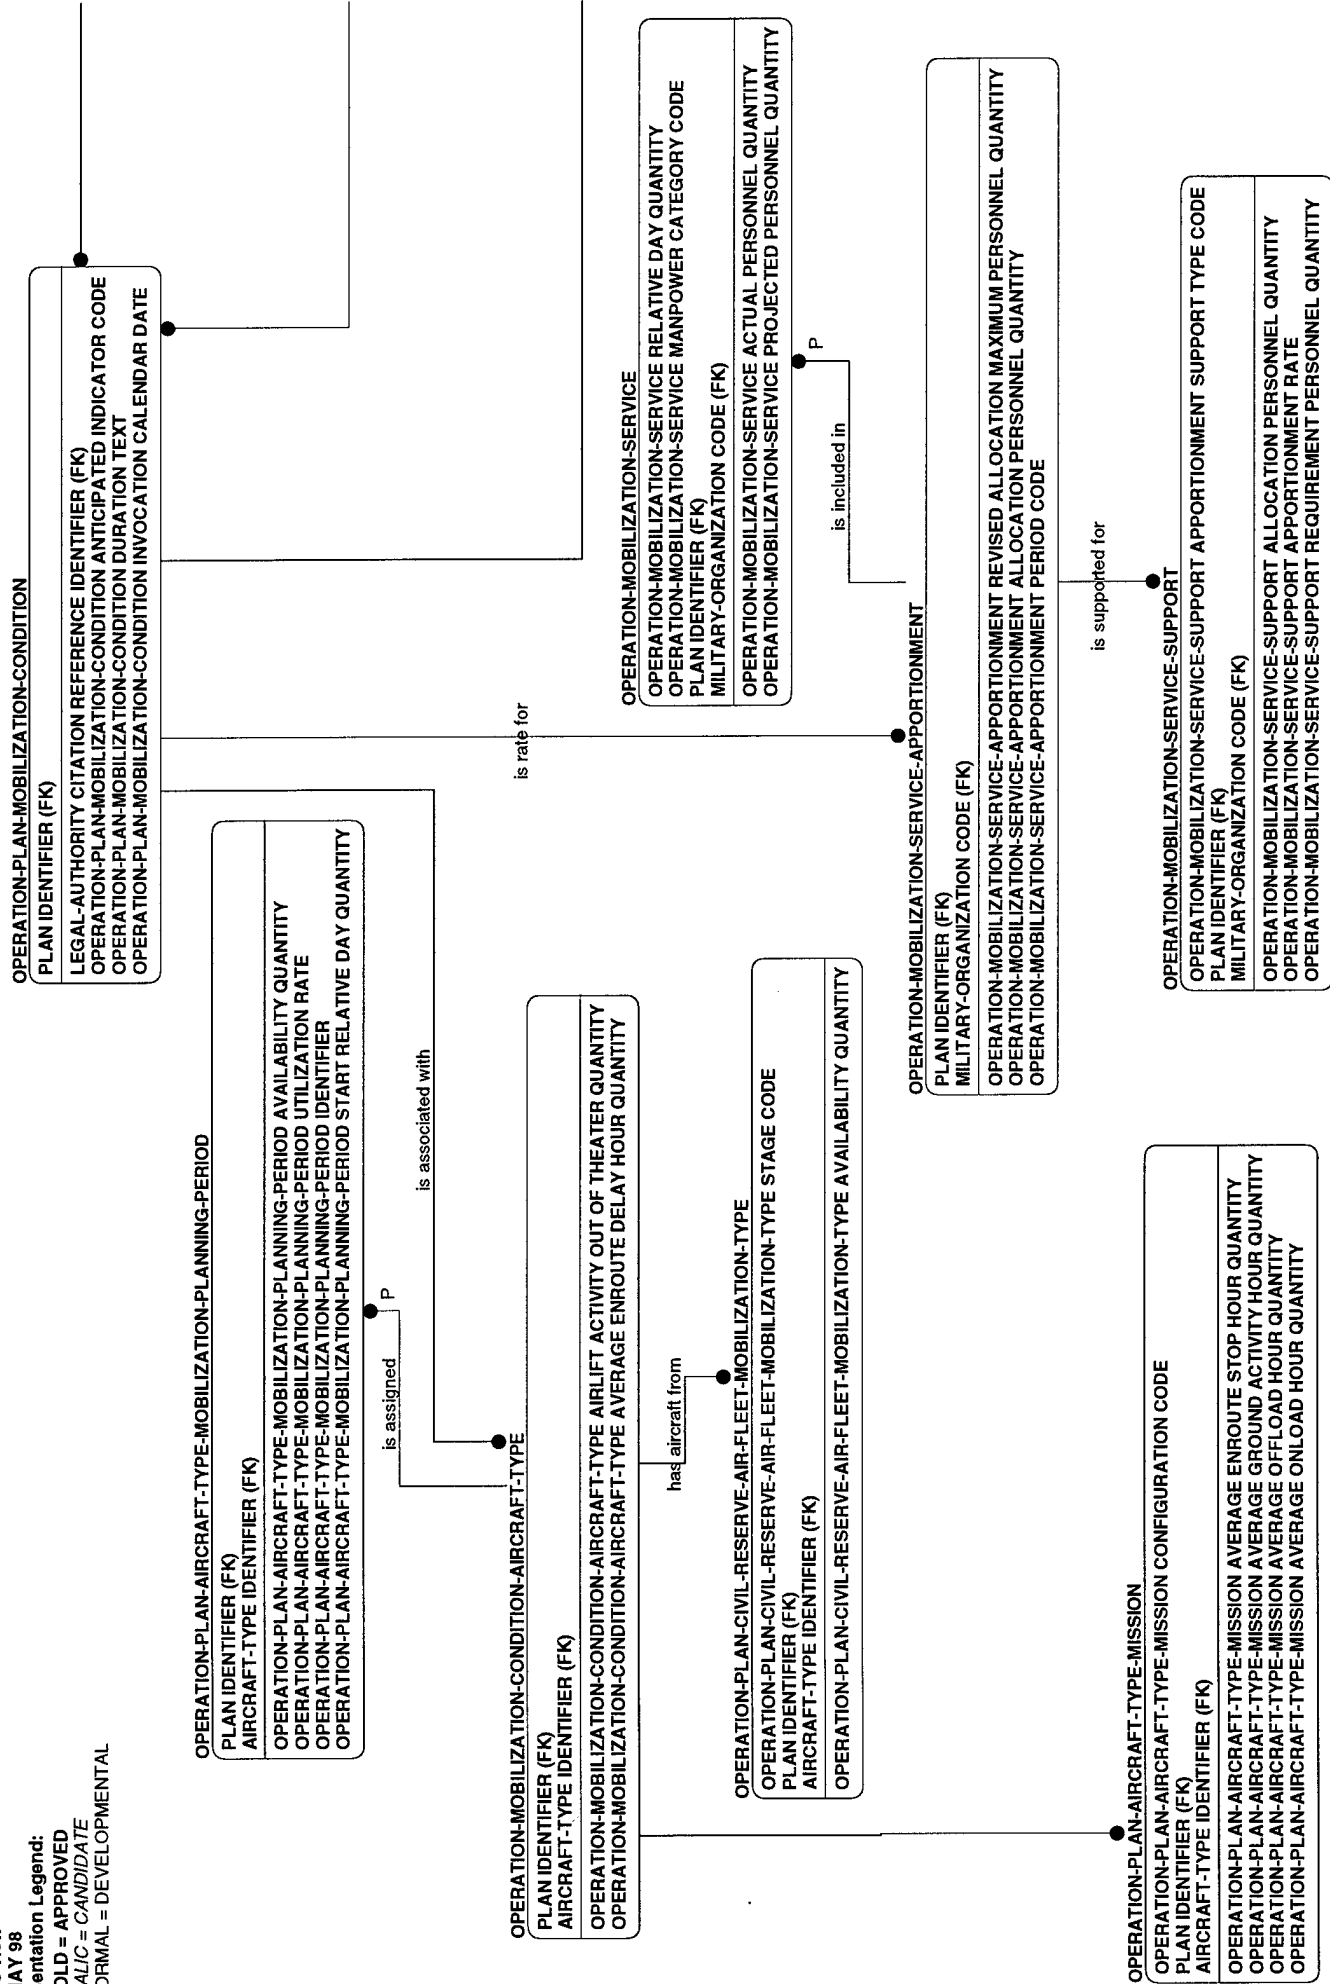 AY 98
entation Legend:
OLD = APPROVED
ALIC = CANDIDATE
ORMAL = DEVELOPMENTAL
OPERATION-PLAN-MOBILIZATION-CONDITION
PLAN IDENTIFIER (FK)
LEGAL-AUTHORITY CITATION REFERENCE IDENTIFIER (FK)
OPERATION-PLAN-MOBILIZATION-CONDITION ANTICIPATED INDICATOR CODE
OPERATION-PLAN-MOBILIZATION-CONDITION DURATION TEXT
OPERATION-PLAN-MOBILIZATION-CONDITION INVOCATION CALENDAR DATE
OPERATION-PLAN-AIRCRAFT-TYPE-MOBILIZATION-PLANNING-PERIOD
PLAN IDENTIFIER (FK)
AIRCRAFT-TYPE IDENTIFIER (FK)
OPERATION-PLAN-AIRCRAFT-TYPE-MOBILIZATION-PLANNING-PERIOD AVAILABILITY QUANTITY
OPERATION-PLAN-AIRCRAFT-TYPE-MOBILIZATION-PLANNING-PERIOD UTILIZATION RATE
OPERATION-PLAN-AIRCRAFT-TYPE-MOBILIZATION-PLANNING-PERIOD IDENTIFIER
OPERATION-PLAN-AIRCRAFT-TYPE-MOBILIZATION-PLANNING-PERIOD START RELATIVE DAY QUANTITY
P
is assigned
is associated with
is rate for
OPERATION-MOBILIZATION-CONDITION-AIRCRAFT-TYPE
PLAN IDENTIFIER (FK)
AIRCRAFT-TYPE IDENTIFIER (FK)
OPERATION-MOBILIZATION-CONDITION-AIRCRAFT-TYPE AIRLIFT ACTIVITY OUT OF THEATER QUANTITY
OPERATION-MOBILIZATION-CONDITION-AIRCRAFT-TYPE AVERAGE ENROUTE DELAY HOUR QUANTITY
has aircraft from
OPERATION-MOBILIZATION-SERVICE
OPERATION-MOBILIZATION-SERVICE RELATIVE DAY QUANTITY
OPERATION-MOBILIZATION-SERVICE MANPOWER CATEGORY CODE
PLAN IDENTIFIER (FK)
MILITARY-ORGANIZATION CODE (FK)
OPERATION-MOBILIZATION-SERVICE ACTUAL PERSONNEL QUANTITY
OPERATION-MOBILIZATION-SERVICE PROJECTED PERSONNEL QUANTITY
P
is included in
OPERATION-PLAN-CIVIL-RESERVE-AIR-FLEET-MOBILIZATION-TYPE
OPERATION-PLAN-CIVIL-RESERVE-AIR-FLEET-MOBILIZATION-TYPE STAGE CODE
PLAN IDENTIFIER (FK)
AIRCRAFT-TYPE IDENTIFIER (FK)
OPERATION-PLAN-CIVIL-RESERVE-AIR-FLEET-MOBILIZATION-TYPE AVAILABILITY QUANTITY
OPERATION-MOBILIZATION-SERVICE-APPORTIONMENT
PLAN IDENTIFIER (FK)
MILITARY-ORGANIZATION CODE (FK)
OPERATION-MOBILIZATION-SERVICE-APPORTIONMENT REVISED ALLOCATION MAXIMUM PERSONNEL QUANTITY
OPERATION-MOBILIZATION-SERVICE-APPORTIONMENT ALLOCATION PERSONNEL QUANTITY
OPERATION-MOBILIZATION-SERVICE-APPORTIONMENT PERIOD CODE
is supported for
OPERATION-PLAN-AIRCRAFT-TYPE-MISSION
OPERATION-PLAN-AIRCRAFT-TYPE-MISSION CONFIGURATION CODE
PLAN IDENTIFIER (FK)
AIRCRAFT-TYPE IDENTIFIER (FK)
OPERATION-PLAN-AIRCRAFT-TYPE-MISSION AVERAGE ENROUTE STOP HOUR QUANTITY
OPERATION-PLAN-AIRCRAFT-TYPE-MISSION AVERAGE GROUND ACTIVITY HOUR QUANTITY
OPERATION-PLAN-AIRCRAFT-TYPE-MISSION AVERAGE OFFLOAD HOUR QUANTITY
OPERATION-PLAN-AIRCRAFT-TYPE-MISSION AVERAGE ONLOAD HOUR QUANTITY
OPERATION-MOBILIZATION-SERVICE-SUPPORT
OPERATION-MOBILIZATION-SERVICE-SUPPORT APPORTIONMENT SUPPORT TYPE CODE
PLAN IDENTIFIER (FK)
MILITARY-ORGANIZATION CODE (FK)
OPERATION-MOBILIZATION-SERVICE-SUPPORT ALLOCATION PERSONNEL QUANTITY
OPERATION-MOBILIZATION-SERVICE-SUPPORT APPORTIONMENT RATE
OPERATION-MOBILIZATION-SERVICE-SUPPORT REQUIREMENT PERSONNEL QUANTITY